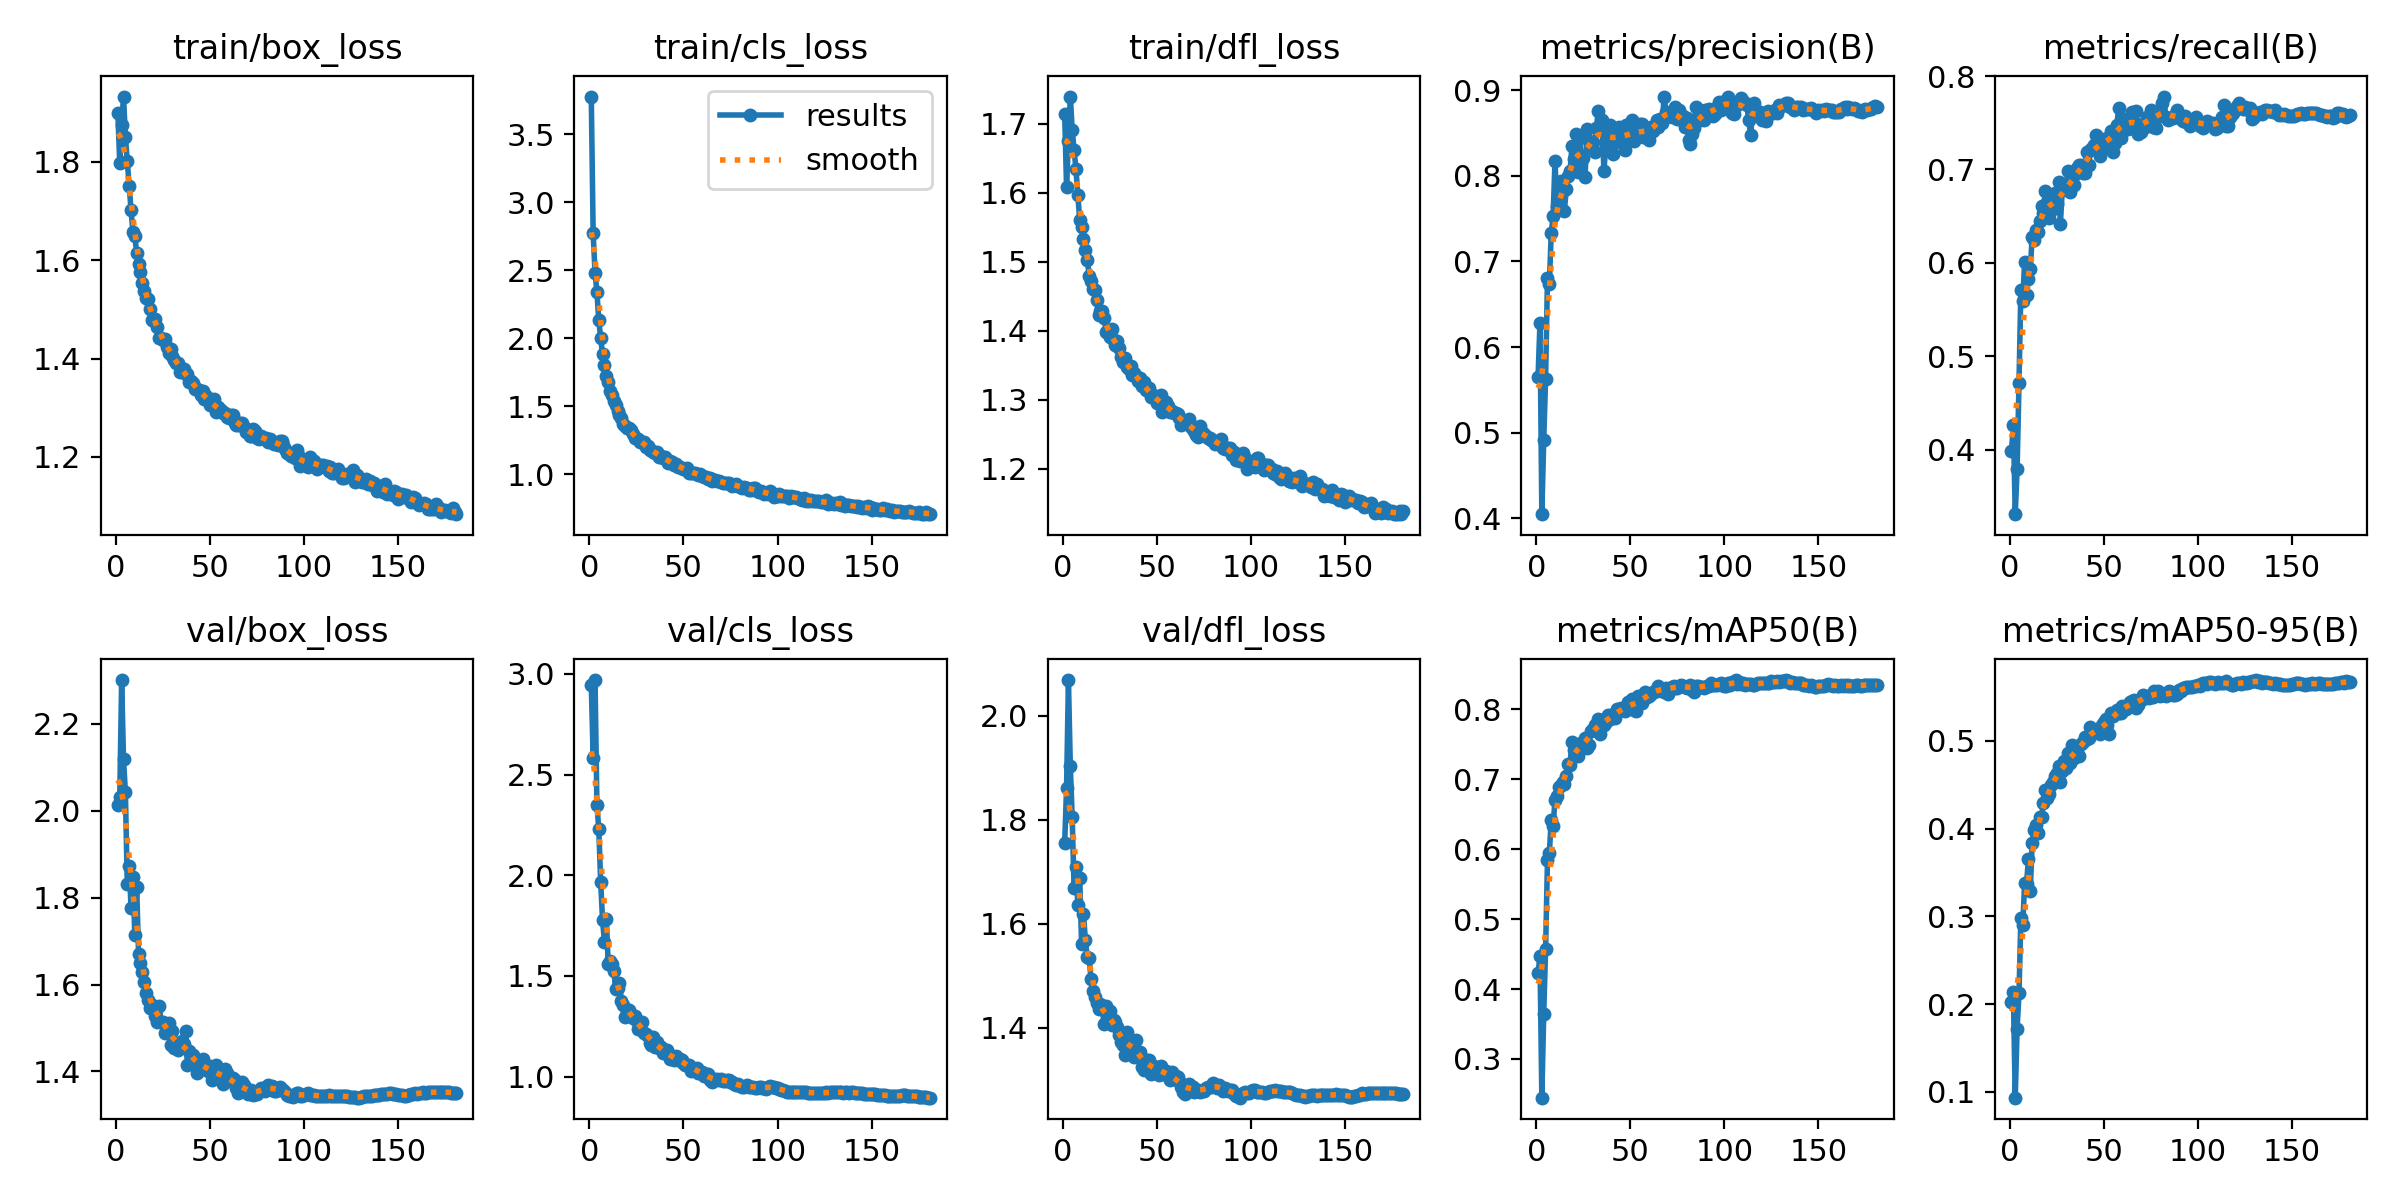 train/box_loss
1.8
1.6
1.4
1.2
0 50 100 150
train/cls_loss
results
smooth
3.5
3.0
2.5
2.0
1.5
1.0
0 50 100 150
train/dfl_loss
1.7
1.6
1.5
1.4
1.3
1.2
0 50 100 150
metrics/precision(B)
0.9
0.8
0.7
0.6
0.5
0.4
0 50 100 150
metrics/recall(B)
0.8
0.7
0.6
0.5
0.4
0 50 100 150
val/box_loss
2.2
2.0
1.8
1.6
1.4
0 50 100 150
val/cls_loss
3.0
2.5
2.0
1.5
1.0
0 50 100 150
val/dfl_loss
2.0
1.8
1.6
1.4
0 50 100 150
metrics/mAP50(B)
0.8
0.7
0.6
0.5
0.4
0.3
0 50 100 150
metrics/mAP50-95(B)
0.5
0.4
0.3
0.2
0.1
0 50 100 150